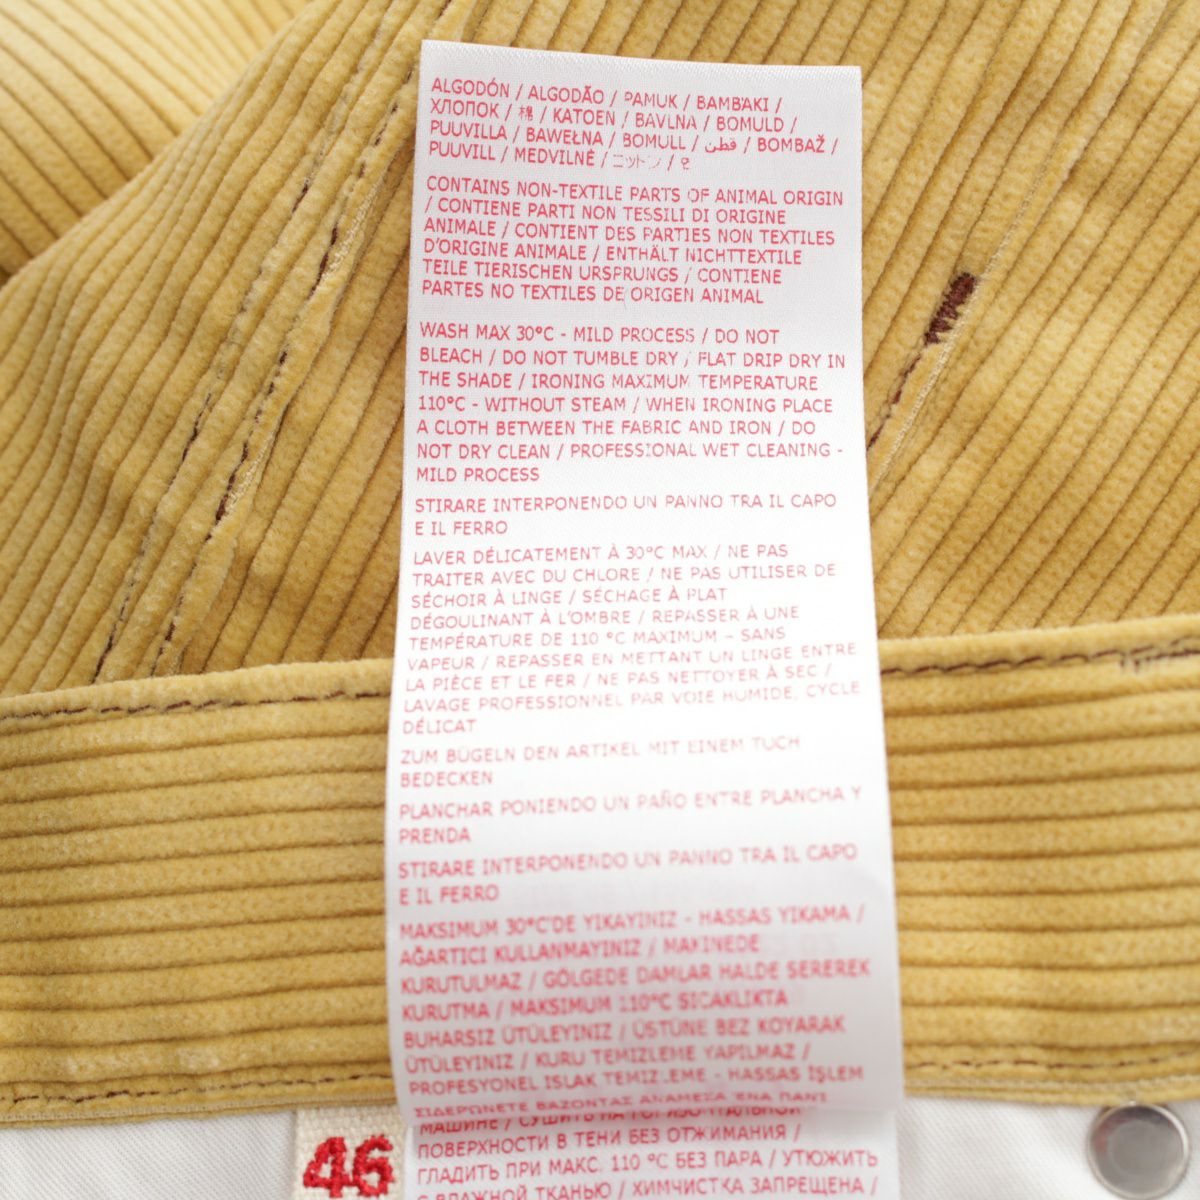 ALGODÓN / ALGODÃO / PAMUK / BAMBAKI /
ХЛОПОК / 棉 / KATOEN / BAVLNA / BOMULD /
PUUVILLA / BAWEŁNA / BOMULL / قطن / BOMBAŽ /
PUUVILL / MEDVILNĖ /
CONTAINS NON-TEXTILE PARTS OF ANIMAL ORIGIN
/ CONTIENE PARTI NON TESSILI DI ORIGINE
ANIMALE / CONTIENT DES PARTIES NON TEXTILES
D'ORIGINE ANIMALE / ENTHÄLT NICHTTEXTILE
TEILE TIERISCHEN URSPRUNGS / CONTIENE
PARTES NO TEXTILES DE ORIGEN ANIMAL
WASH MAX 30°C - MILD PROCESS / DO NOT
BLEACH / DO NOT TUMBLE DRY / FLAT DRIP DRY IN
THE SHADE / IRONING MAXIMUM TEMPERATURE
110°C - WITHOUT STEAM / WHEN IRONING PLACE
A CLOTH BETWEEN THE FABRIC AND IRON / DO
NOT DRY CLEAN / PROFESSIONAL WET CLEANING -
MILD PROCESS
STIRARE INTERPONENDO UN PANNO TRA IL CAPO
E IL FERRO
LAVER DÉLICATEMENT À 30°C MAX / NE PAS
TRAITER AVEC DU CHLORE / NE PAS UTILISER DE
SÉCHOIR À LINGE / SÉCHAGE À PLAT
DÉGOULINANT À L'OMBRE / REPASSER À UNE
TEMPÉRATURE DE 110 °C MAXIMUM – SANS
VAPEUR / REPASSER EN METTANT UN LINGE ENTRE
LA PIÈCE ET LE FER / NE PAS NETTOYER À SEC /
LAVAGE PROFESSIONNEL PAR VOIE HUMIDE, CYCLE
DÉLICAT
ZUM BÜGELN DEN ARTIKEL MIT EINEM TUCH
BEDECKEN
PLANCHAR PONIENDO UN PAÑO ENTRE PLANCHA Y
PRENDA
STIRARE INTERPONENDO UN PANNO TRA IL CAPO
E IL FERRO
MAKSIMUM 30°C'DE YIKAYINIZ - HASSAS YIKAMA /
AĞARTICI KULLANMAYINIZ / MAKINEDE
KURUTULMAZ / GÖLGEDE DAMLAR HALDE SEREREK
KURUTMA / MAKSIMUM 110°C SICAKLIKTA
BUHARSIZ ÜTÜLEYINIZ / ÜSTÜNE BEZ KOYARAK
ÜTÜLEYINIZ / KURU TEMIZLEME YAPILMAZ /
PROFESYONEL ISLAK TEMIZLEME - HASSAS IŞLEM
ΣΙΔΕΡΩΝΕΤΕ ΒΑΖΟΝΤΑΣ ΑΝΑΜΕΣΑ ΈΝΑ ΠΑΝΙ
МАШИНЕ / СУШИТЬ НА ГОРИЗОНТАЛЬНОЙ
ПОВЕРХНОСТИ В ТЕНИ БЕЗ ОТЖИМАНИЯ /
ГЛАДИТЬ ПРИ МАКС. 110 °C БЕЗ ПАРА / УТЮЖИТЬ
С ВЛАЖНОЙ ТКАНЬЮ / ХИМЧИСТКА ЗАПРЕЩЕНА /
46